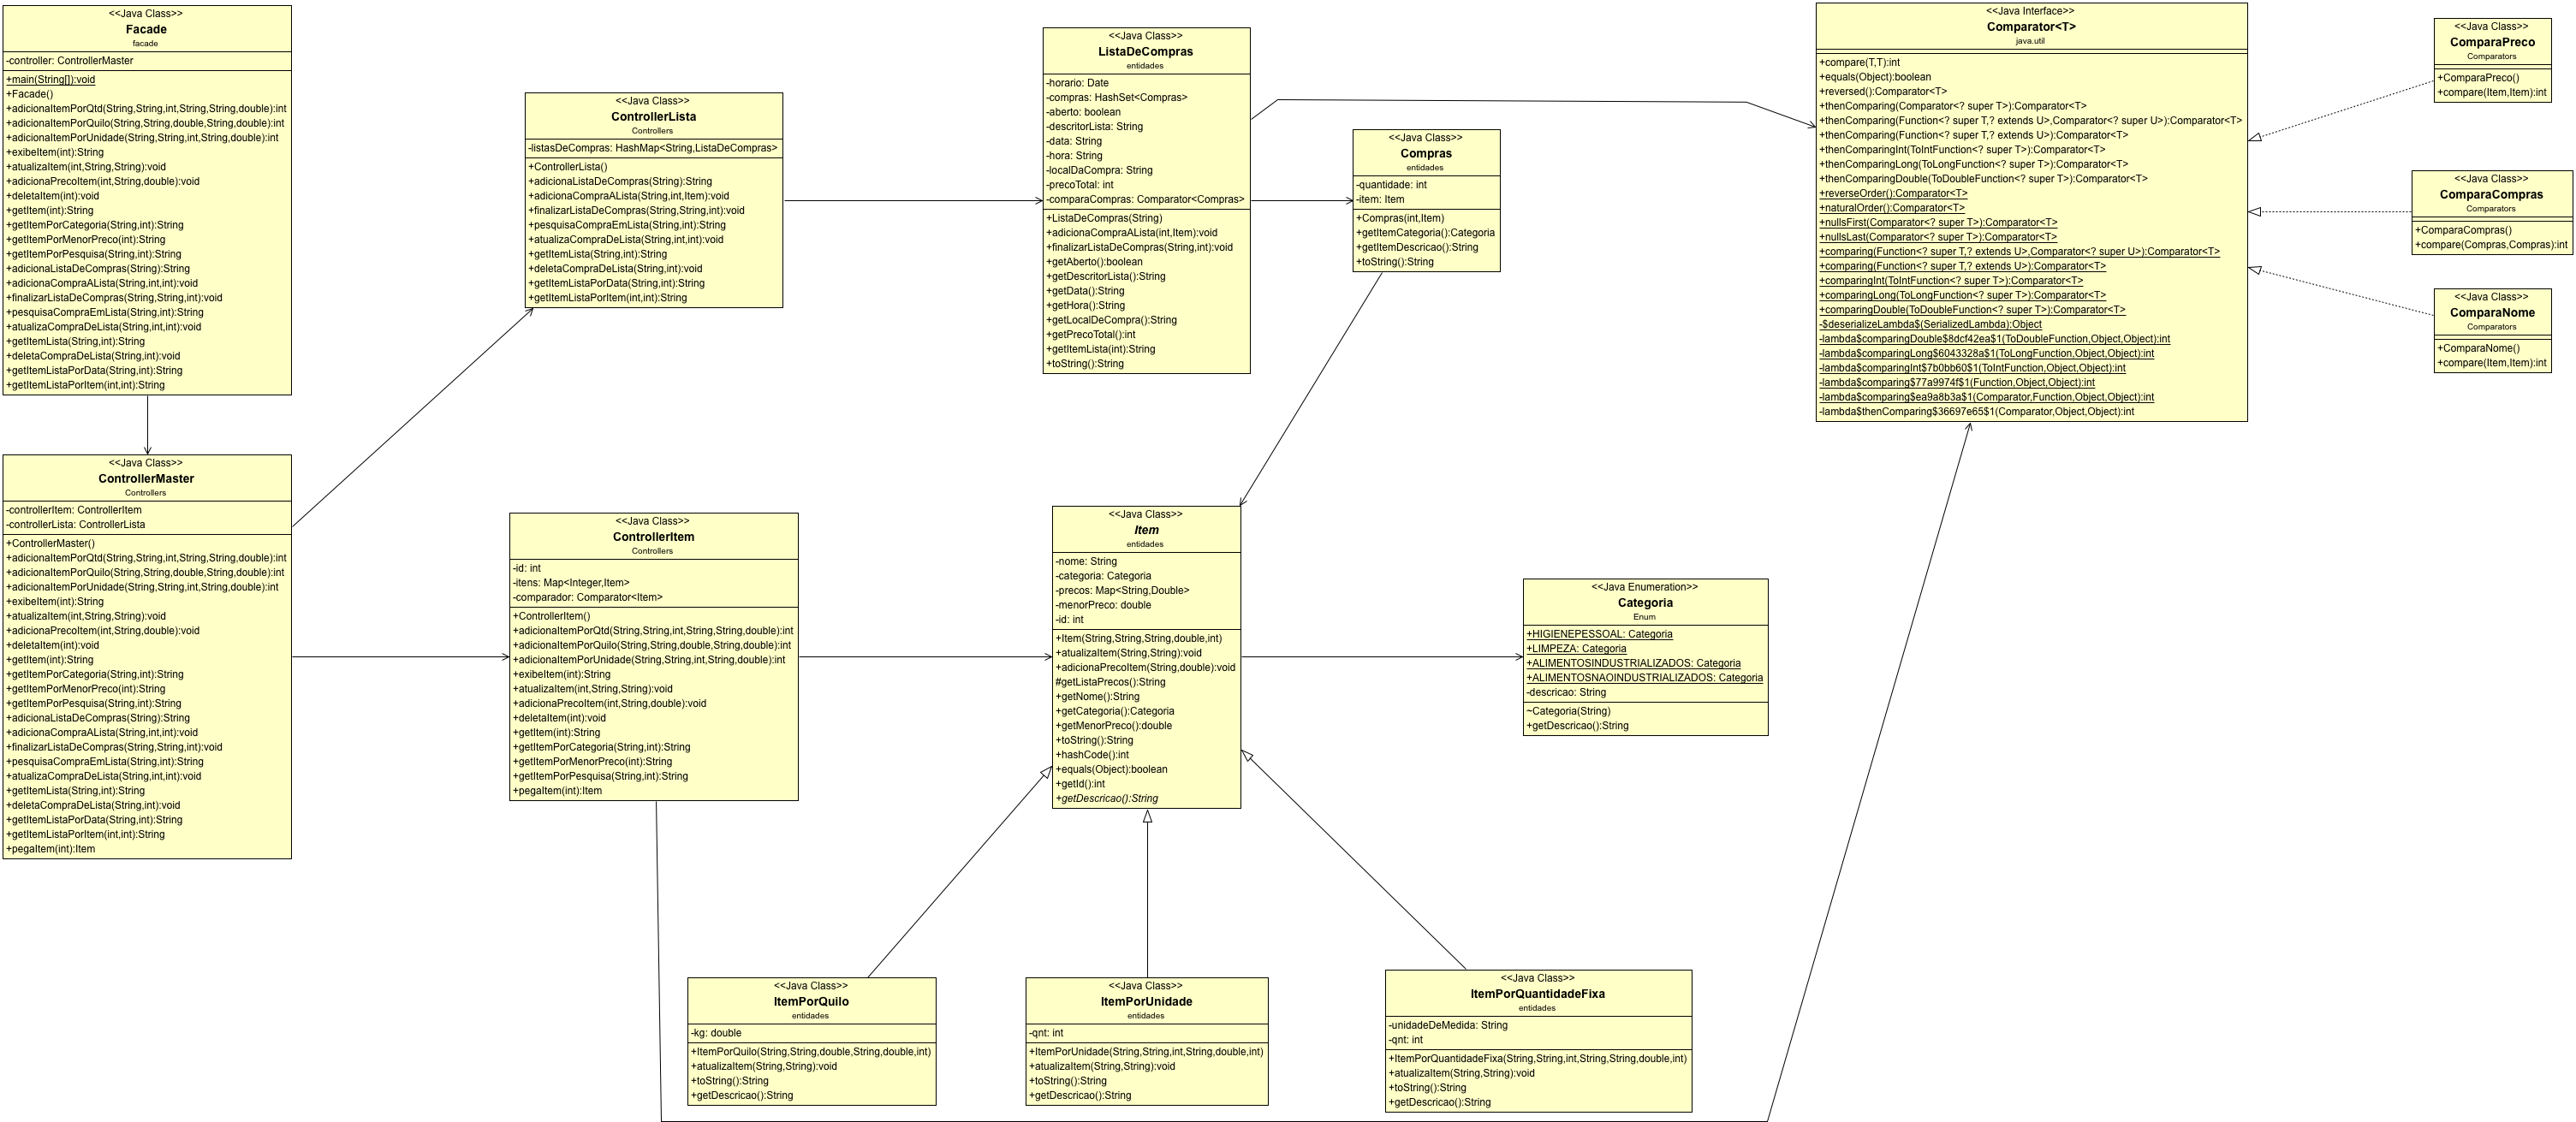 <<Java Class>>
Facade
facade
-controller: ControllerMaster
+main(String[]):void
+Facade()
+adicionaItemPorQtd(String,String,int,String,String,double):int
+adicionaItemPorQuilo(String,String,double,String,double):int
+adicionaItemPorUnidade(String,String,int,String,double):int
+exibeItem(int):String
+atualizaItem(int,String,String):void
+adicionaPrecoItem(int,String,double):void
+deletaItem(int):void
+getItem(int):String
+getItemPorCategoria(String,int):String
+getItemPorMenorPreco(int):String
+getItemPorPesquisa(String,int):String
+adicionaListaDeCompras(String):String
+adicionaCompraALista(String,int,int):void
+finalizarListaDeCompras(String,String,int):void
+pesquisaCompraEmLista(String,int):String
+atualizaCompraDeLista(String,int,int):void
+getItemLista(String,int):String
+deletaCompraDeLista(String,int):void
+getItemListaPorData(String,int):String
+getItemListaPorItem(int,int):String
<<Java Class>>
ControllerLista
Controllers
-listasDeCompras: HashMap<String,ListaDeCompras>
+ControllerLista()
+adicionaListaDeCompras(String):String
+adicionaCompraALista(String,int,Item):void
+finalizarListaDeCompras(String,String,int):void
+pesquisaCompraEmLista(String,int):String
+atualizaCompraDeLista(String,int,int):void
+getItemLista(String,int):String
+deletaCompraDeLista(String,int):void
+getItemListaPorData(String,int):String
+getItemListaPorItem(int,int):String
<<Java Class>>
ListaDeCompras
entidades
-horario: Date
-compras: HashSet<Compras>
-aberto: boolean
-descritorLista: String
-data: String
-hora: String
-localDaCompra: String
-precoTotal: int
-comparaCompras: Comparator<Compras>
+ListaDeCompras(String)
+adicionaCompraALista(int,Item):void
+finalizarListaDeCompras(String,int):void
+getAberto():boolean
+getDescritorLista():String
+getData():String
+getHora():String
+getLocalDeCompra():String
+getPrecoTotal():int
+getItemLista(int):String
+toString():String
<<Java Class>>
Compras
entidades
-quantidade: int
-item: Item
+Compras(int,Item)
+getItemCategoria():Categoria
+getItemDescricao():String
+toString():String
<<Java Interface>>
Comparator<T>
java.util
+compare(T,T):int
+equals(Object):boolean
+reversed():Comparator<T>
+thenComparing(Comparator<? super T>):Comparator<T>
+thenComparing(Function<? super T,? extends U>,Comparator<? super U>):Comparator<T>
+thenComparing(Function<? super T,? extends U>):Comparator<T>
+thenComparingInt(ToIntFunction<? super T>):Comparator<T>
+thenComparingLong(ToLongFunction<? super T>):Comparator<T>
+thenComparingDouble(ToDoubleFunction<? super T>):Comparator<T>
+reverseOrder():Comparator<T>
+naturalOrder():Comparator<T>
+nullsFirst(Comparator<? super T>):Comparator<T>
+nullsLast(Comparator<? super T>):Comparator<T>
+comparing(Function<? super T,? extends U>,Comparator<? super U>):Comparator<T>
+comparing(Function<? super T,? extends U>):Comparator<T>
+comparingInt(ToIntFunction<? super T>):Comparator<T>
+comparingLong(ToLongFunction<? super T>):Comparator<T>
+comparingDouble(ToDoubleFunction<? super T>):Comparator<T>
-$deserializeLambda$(SerializedLambda):Object
-lambda$comparingDouble$8dcf42ea$1(ToDoubleFunction,Object,Object):int
-lambda$comparingLong$6043328a$1(ToLongFunction,Object,Object):int
-lambda$comparingInt$7b0bb60$1(ToIntFunction,Object,Object):int
-lambda$comparing$77a9974f$1(Function,Object,Object):int
-lambda$comparing$ea9a8b3a$1(Comparator,Function,Object,Object):int
-lambda$thenComparing$36697e65$1(Comparator,Object,Object):int
<<Java Class>>
ComparaPreco
Comparators
+ComparaPreco()
+compare(Item,Item):int
<<Java Class>>
ComparaCompras
Comparators
+ComparaCompras()
+compare(Compras,Compras):int
<<Java Class>>
ComparaNome
Comparators
+ComparaNome()
+compare(Item,Item):int
<<Java Class>>
ControllerMaster
Controllers
-controllerItem: ControllerItem
-controllerLista: ControllerLista
+ControllerMaster()
+adicionaItemPorQtd(String,String,int,String,String,double):int
+adicionaItemPorQuilo(String,String,double,String,double):int
+adicionaItemPorUnidade(String,String,int,String,double):int
+exibeItem(int):String
+atualizaItem(int,String,String):void
+adicionaPrecoItem(int,String,double):void
+deletaItem(int):void
+getItem(int):String
+getItemPorCategoria(String,int):String
+getItemPorMenorPreco(int):String
+getItemPorPesquisa(String,int):String
+adicionaListaDeCompras(String):String
+adicionaCompraALista(String,int,int):void
+finalizarListaDeCompras(String,String,int):void
+pesquisaCompraEmLista(String,int):String
+atualizaCompraDeLista(String,int,int):void
+getItemLista(String,int):String
+deletaCompraDeLista(String,int):void
+getItemListaPorData(String,int):String
+getItemListaPorItem(int,int):String
+pegaItem(int):Item
<<Java Class>>
ControllerItem
Controllers
-id: int
-itens: Map<Integer,Item>
-comparador: Comparator<Item>
+ControllerItem()
+adicionaItemPorQtd(String,String,int,String,String,double):int
+adicionaItemPorQuilo(String,String,double,String,double):int
+adicionaItemPorUnidade(String,String,int,String,double):int
+exibeItem(int):String
+atualizaItem(int,String,String):void
+adicionaPrecoItem(int,String,double):void
+deletaItem(int):void
+getItem(int):String
+getItemPorCategoria(String,int):String
+getItemPorMenorPreco(int):String
+getItemPorPesquisa(String,int):String
+pegaItem(int):Item
<<Java Class>>
Item
entidades
-nome: String
-categoria: Categoria
-precos: Map<String,Double>
-menorPreco: double
-id: int
+Item(String,String,String,double,int)
+atualizaItem(String,String):void
+adicionaPrecoItem(String,double):void
#getListaPrecos():String
+getNome():String
+getCategoria():Categoria
+getMenorPreco():double
+toString():String
+hashCode():int
+equals(Object):boolean
+getId():int
+getDescricao():String
<<Java Enumeration>>
Categoria
Enum
+HIGIENEPESSOAL: Categoria
+LIMPEZA: Categoria
+ALIMENTOSINDUSTRIALIZADOS: Categoria
+ALIMENTOSNAOINDUSTRIALIZADOS: Categoria
-descricao: String
~Categoria(String)
+getDescricao():String
<<Java Class>>
ItemPorQuilo
entidades
-kg: double
+ItemPorQuilo(String,String,double,String,double,int)
+atualizaItem(String,String):void
+toString():String
+getDescricao():String
<<Java Class>>
ItemPorUnidade
entidades
-qnt: int
+ItemPorUnidade(String,String,int,String,double,int)
+atualizaItem(String,String):void
+toString():String
+getDescricao():String
<<Java Class>>
ItemPorQuantidadeFixa
entidades
-unidadeDeMedida: String
-qnt: int
+ItemPorQuantidadeFixa(String,String,int,String,String,double,int)
+atualizaItem(String,String):void
+toString():String
+getDescricao():String